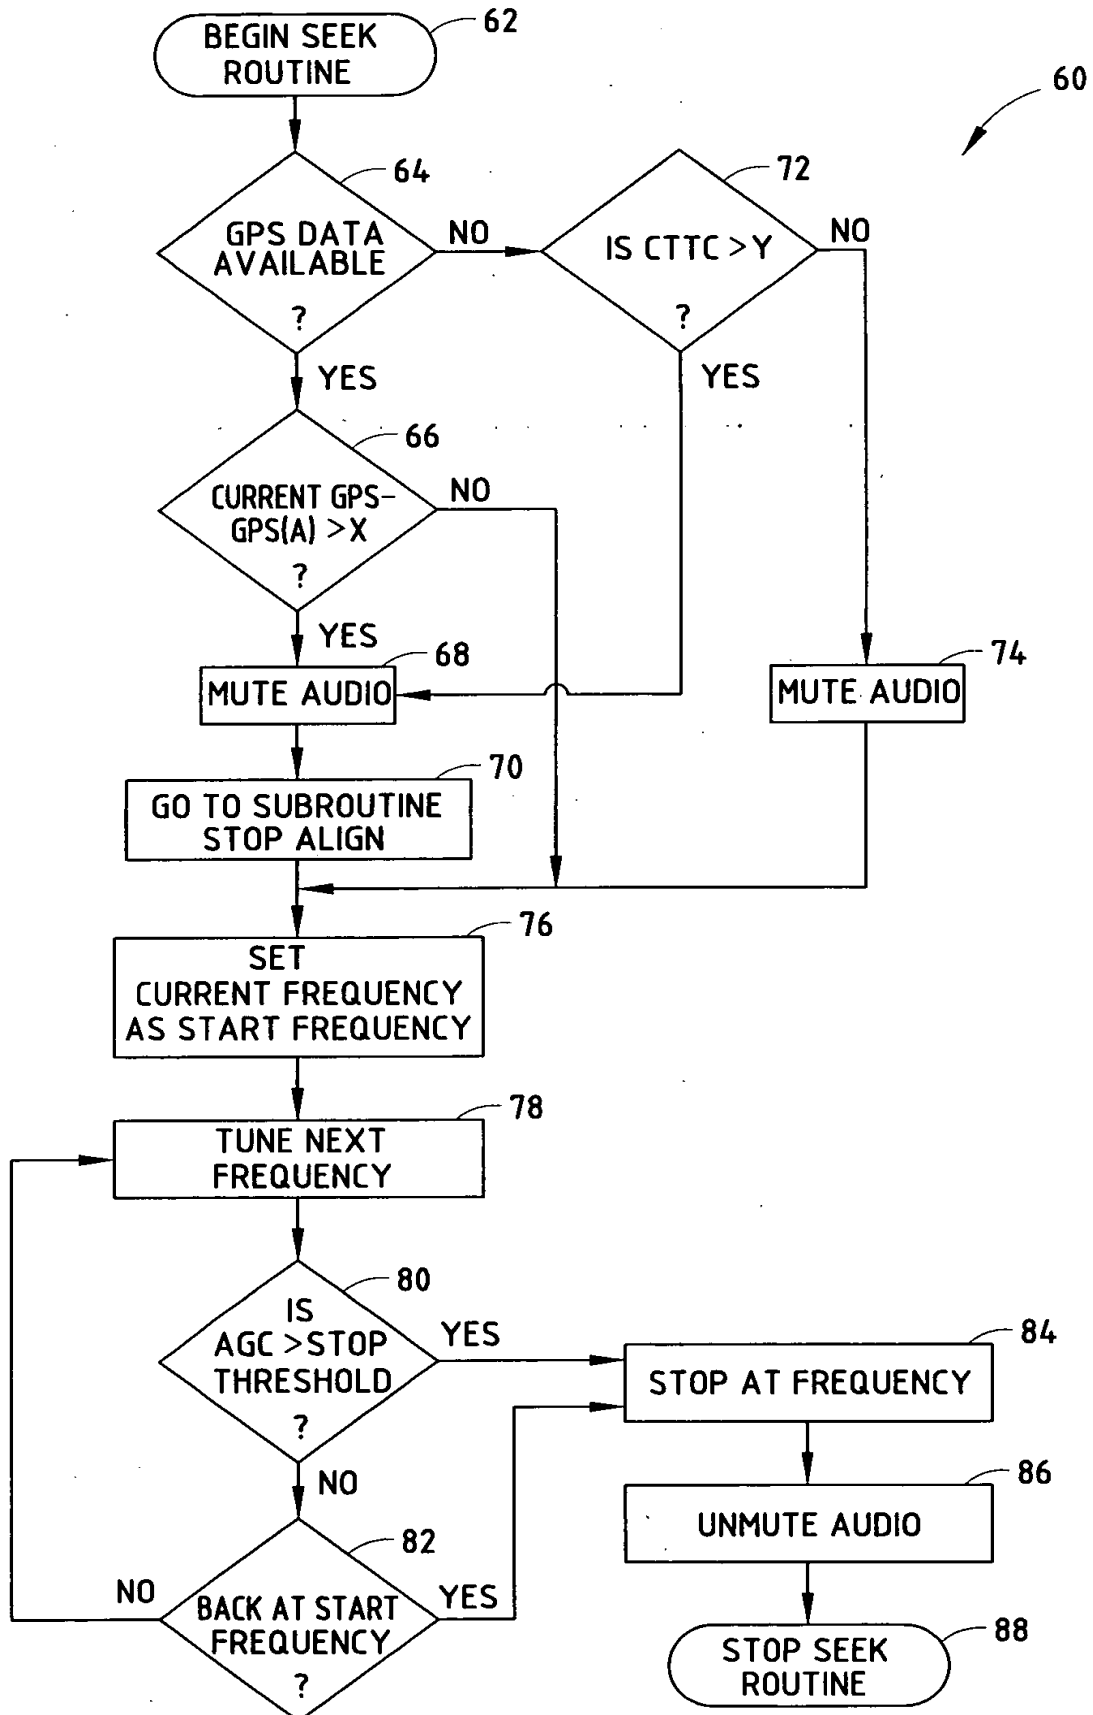 BEGIN SEEK
ROUTINE
62
60
64
GPS DATA
AVAILABLE
?
NO
72
IS CTTC > Y
?
NO
YES
YES
66
CURRENT GPS-
GPS(A) > X
?
NO
YES
68
MUTE AUDIO
74
MUTE AUDIO
70
GO TO SUBROUTINE
STOP ALIGN
76
SET
CURRENT FREQUENCY
AS START FREQUENCY
78
TUNE NEXT
FREQUENCY
80
IS
AGC > STOP
THRESHOLD
?
YES
NO
84
STOP AT FREQUENCY
86
UNMUTE AUDIO
82
BACK AT START
FREQUENCY
?
NO
YES
88
STOP SEEK
ROUTINE